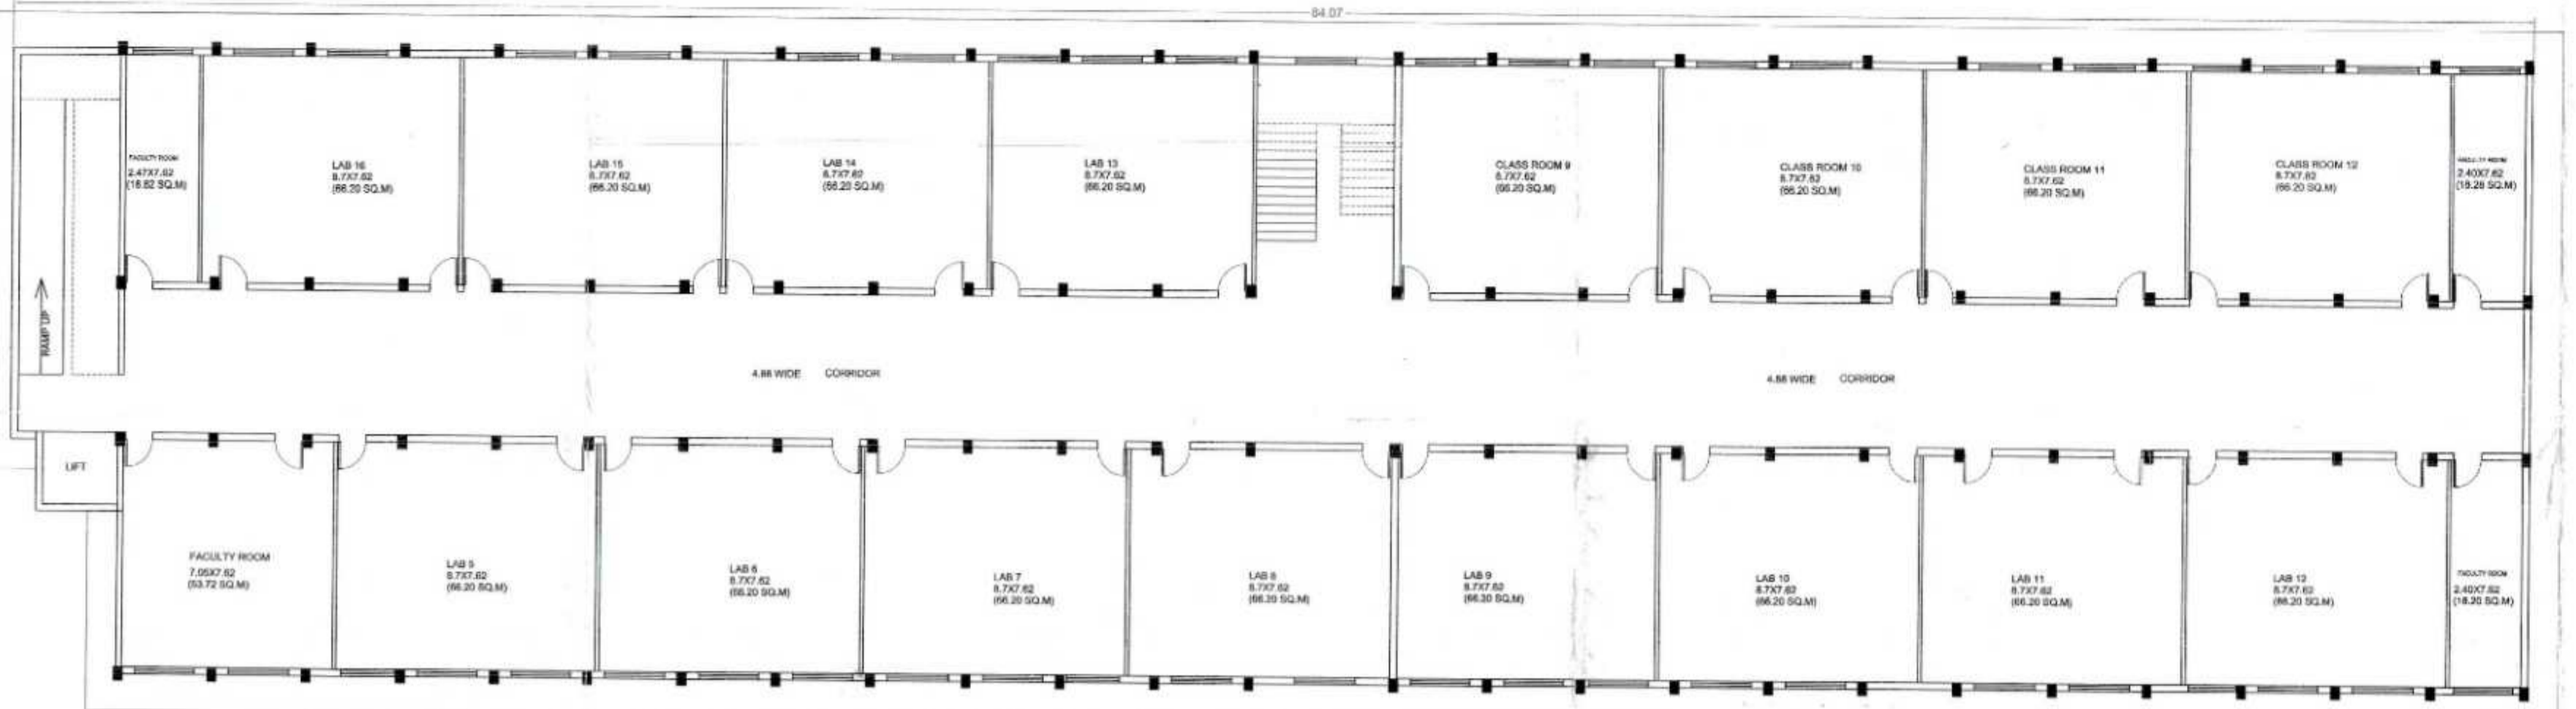 84.07
FACULTY ROOM
2.47X7.62
(18.82 SQ.M)
LAB 16
8.7X7.62
(66.20 SQ.M)
LAB 15
8.7X7.62
(66.20 SQ.M)
LAB 14
8.7X7.62
(66.20 SQ.M)
LAB 13
8.7X7.62
(66.20 SQ.M)
CLASS ROOM 9
8.7X7.62
(66.20 SQ.M)
CLASS ROOM 10
8.7X7.62
(66.20 SQ.M)
CLASS ROOM 11
8.7X7.62
(66.20 SQ.M)
CLASS ROOM 12
8.7X7.62
(66.20 SQ.M)
FACULTY ROOM
2.40X7.62
(18.28 SQ.M)
RAMP UP
4.88 WIDE CORRIDOR
4.88 WIDE CORRIDOR
LIFT
FACULTY ROOM
7.05X7.62
(53.72 SQ.M)
LAB 5
8.7X7.62
(66.20 SQ.M)
LAB 6
8.7X7.62
(66.20 SQ.M)
LAB 7
8.7X7.62
(66.20 SQ.M)
LAB 8
8.7X7.62
(66.20 SQ.M)
LAB 9
8.7X7.62
(66.20 SQ.M)
LAB 10
8.7X7.62
(66.20 SQ.M)
LAB 11
8.7X7.62
(66.20 SQ.M)
LAB 12
8.7X7.62
(66.20 SQ.M)
FACULTY ROOM
2.40X7.62
(18.20 SQ.M)